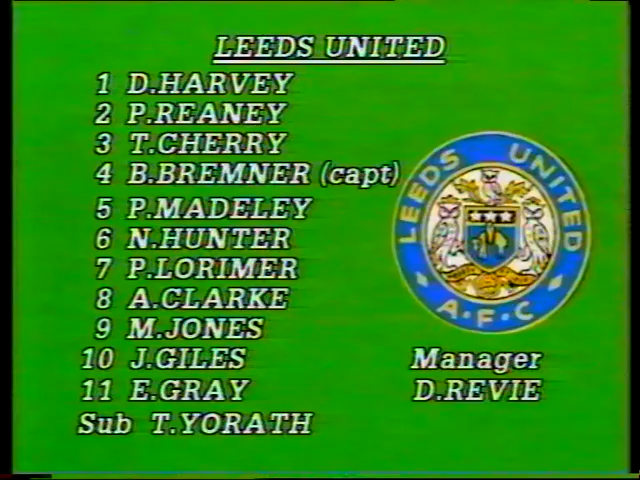 LEEDS UNITED
1 D.HARVEY
2 P.REANEY
3 T.CHERRY
4 B.BREMNER (capt)
5 P.MADELEY
6 N.HUNTER
7 P.LORIMER
8 A.CLARKE
9 M.JONES
10 J.GILES
11 E.GRAY
Sub T.YORATH
LEEDS UNITED
A·F·C
Manager
D.REVIE